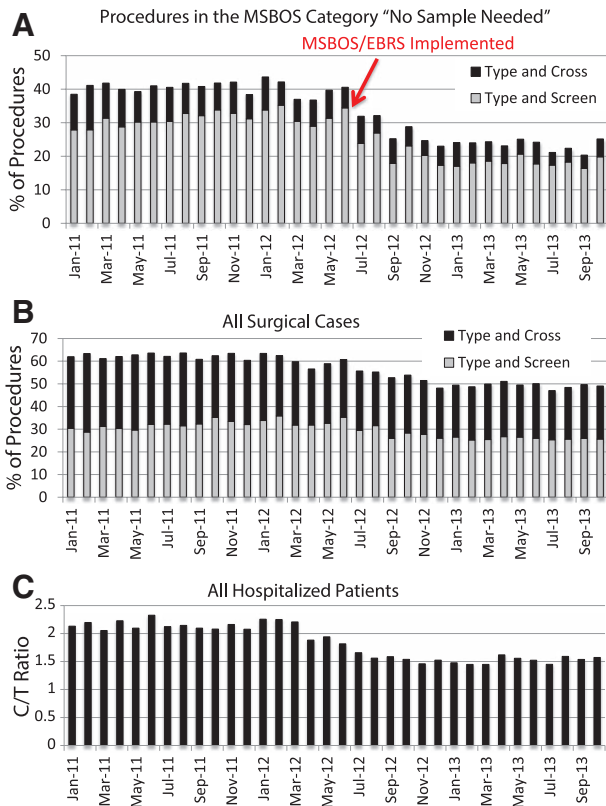 A
Procedures in the MSBOS Category “No Sample Needed”
MSBOS/EBRS Implemented
Type and Cross
Type and Screen
% of Procedures
50
40
30
20
10
0
Jan-11
Mar-11
May-11
Jul-11
Sep-11
Nov-11
Jan-12
Mar-12
May-12
Jul-12
Sep-12
Nov-12
Jan-13
Mar-13
May-13
Jul-13
Sep-13
B
All Surgical Cases
Type and Cross
Type and Screen
% of Procedures
70
60
50
40
30
20
10
0
Jan-11
Mar-11
May-11
Jul-11
Sep-11
Nov-11
Jan-12
Mar-12
May-12
Jul-12
Sep-12
Nov-12
Jan-13
Mar-13
May-13
Jul-13
Sep-13
C
All Hospitalized Patients
C/T Ratio
2.5
2
1.5
1
0.5
0
Jan-11
Mar-11
May-11
Jul-11
Sep-11
Nov-11
Jan-12
Mar-12
May-12
Jul-12
Sep-12
Nov-12
Jan-13
Mar-13
May-13
Jul-13
Sep-13